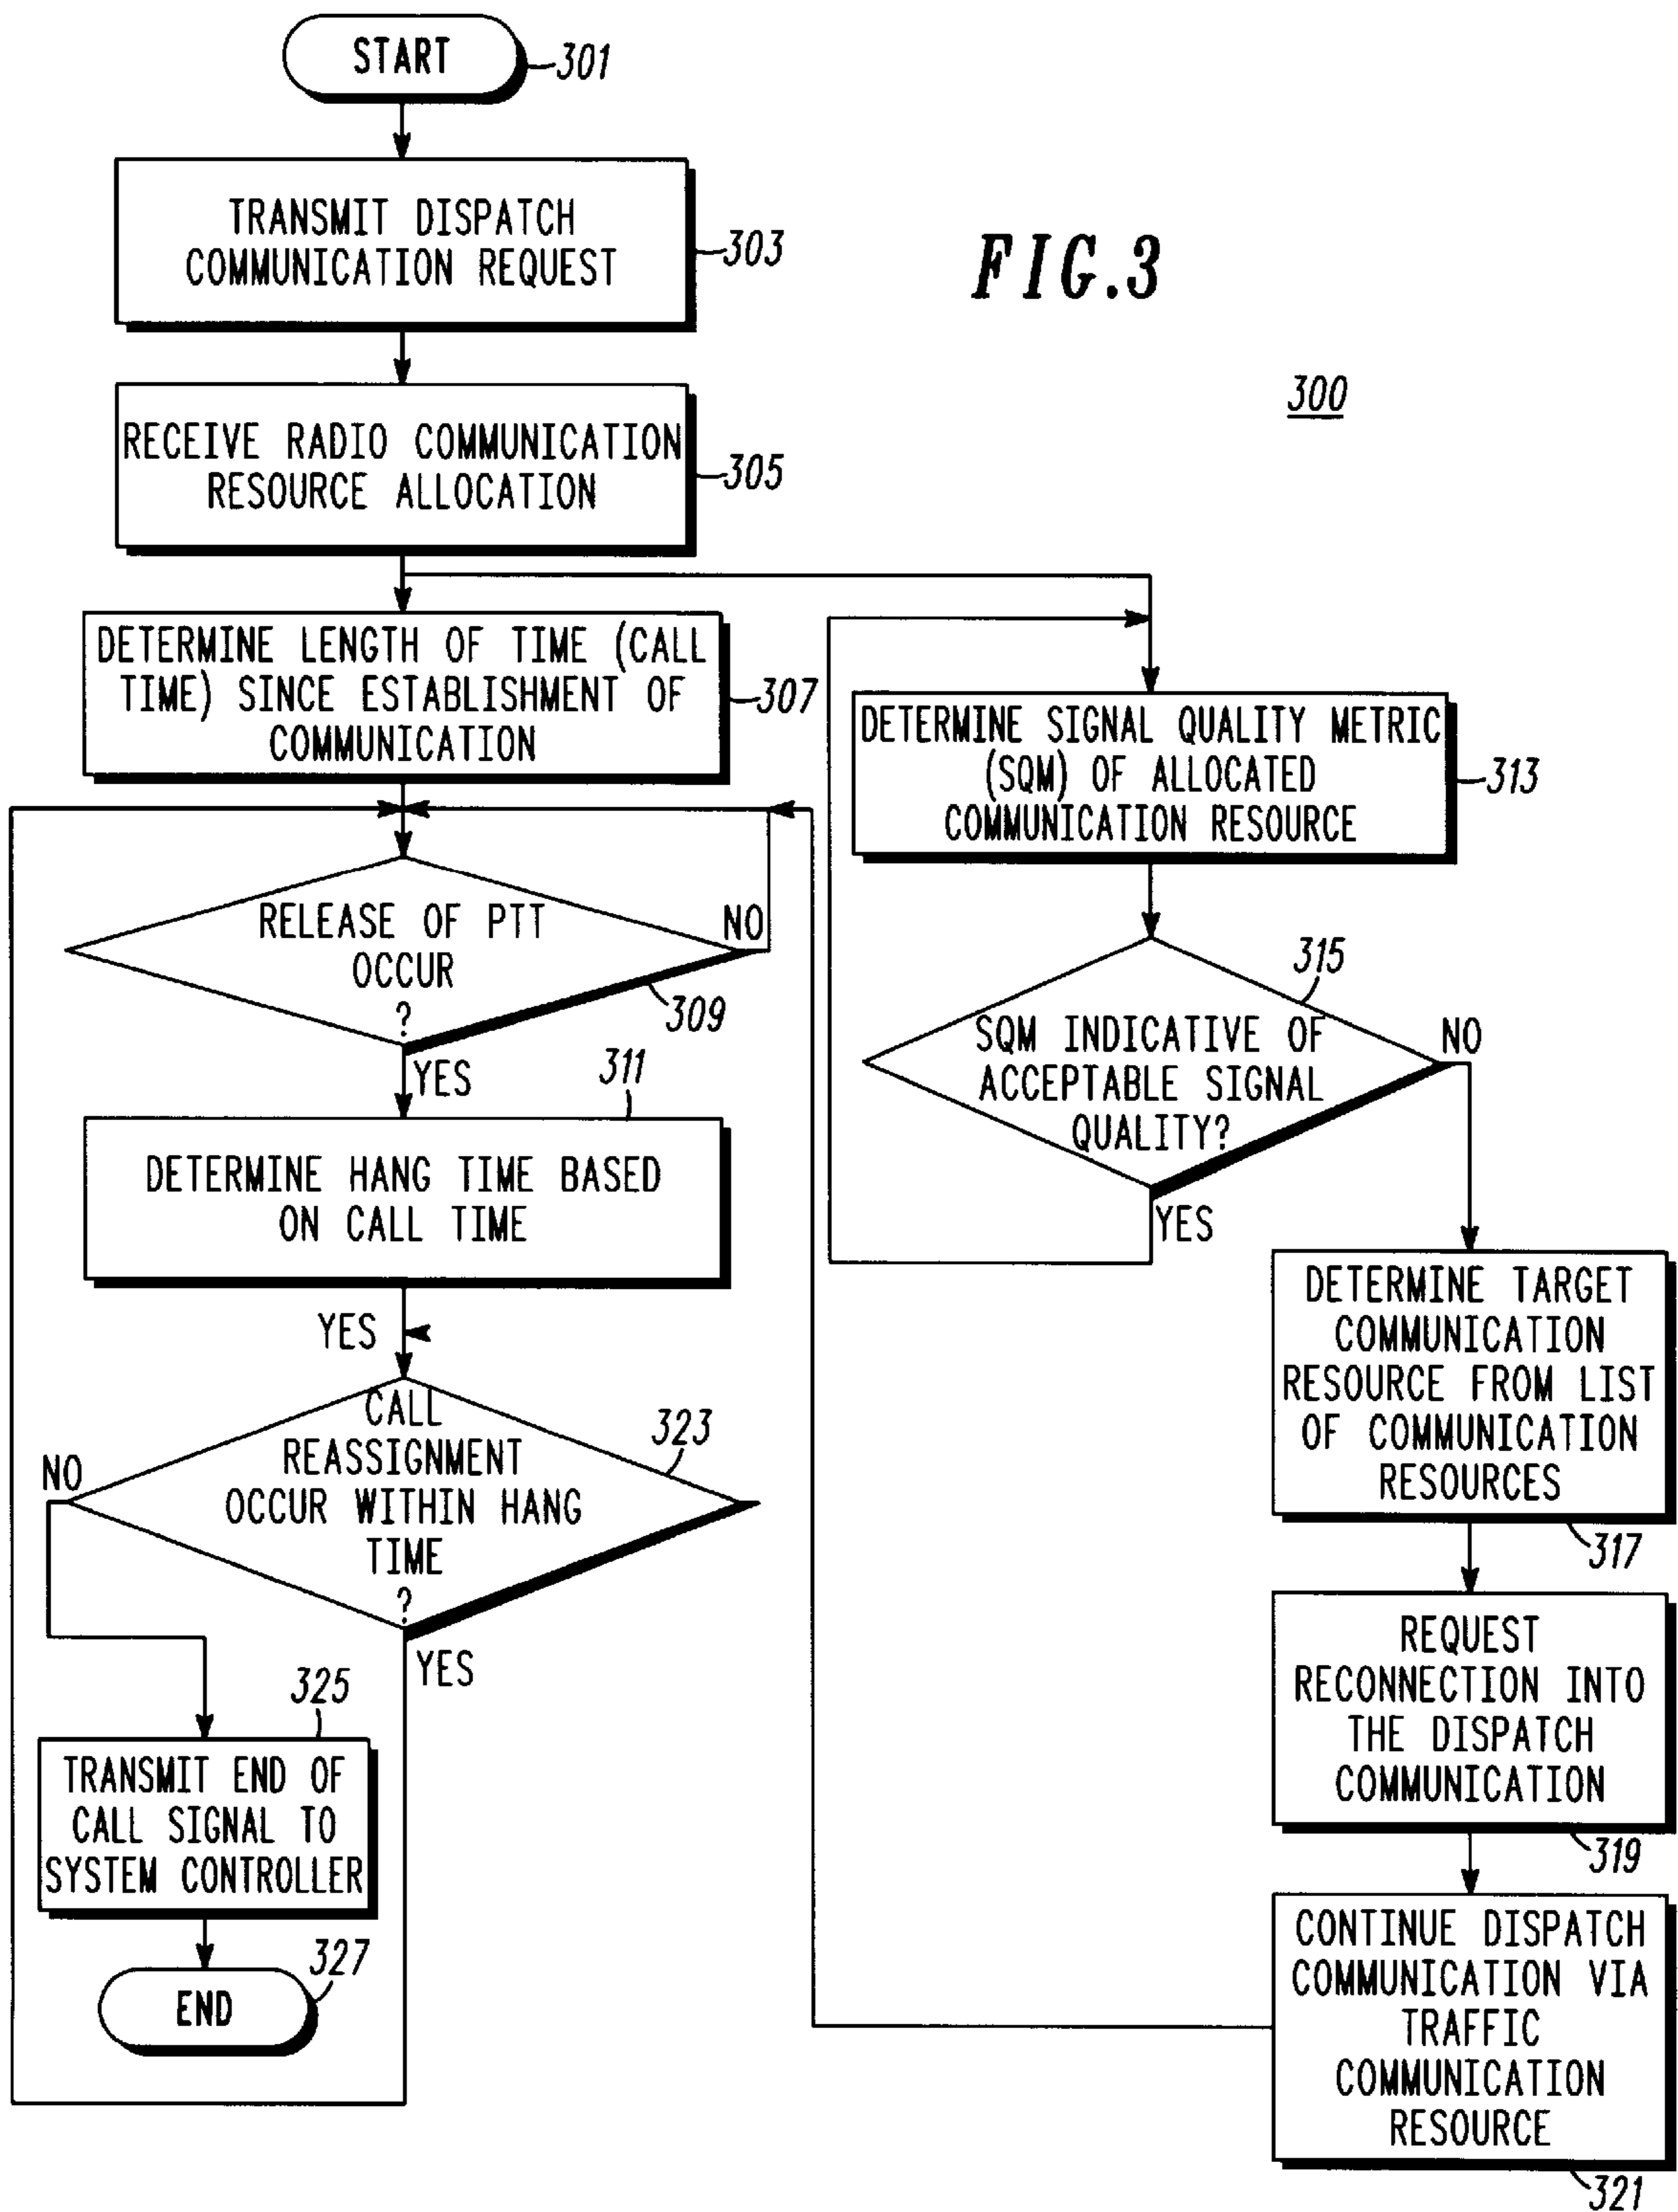 START
301
TRANSMIT DISPATCH
COMMUNICATION REQUEST
303
FIG.3
300
RECEIVE RADIO COMMUNICATION
RESOURCE ALLOCATION
305
DETERMINE LENGTH OF TIME (CALL
TIME) SINCE ESTABLISHMENT OF
COMMUNICATION
307
RELEASE OF PTT
OCCUR
?
NO
309
YES
311
DETERMINE HANG TIME BASED
ON CALL TIME
YES
CALL
REASSIGNMENT
OCCUR WITHIN HANG
TIME
?
323
NO
YES
325
TRANSMIT END OF
CALL SIGNAL TO
SYSTEM CONTROLLER
327
END
DETERMINE SIGNAL QUALITY METRIC
(SQM) OF ALLOCATED
COMMUNICATION RESOURCE
313
315
SQM INDICATIVE OF
ACCEPTABLE SIGNAL
QUALITY?
NO
YES
DETERMINE TARGET
COMMUNICATION
RESOURCE FROM LIST
OF COMMUNICATION
RESOURCES
317
REQUEST
RECONNECTION INTO
THE DISPATCH
COMMUNICATION
319
CONTINUE DISPATCH
COMMUNICATION VIA
TRAFFIC
COMMUNICATION
RESOURCE
321